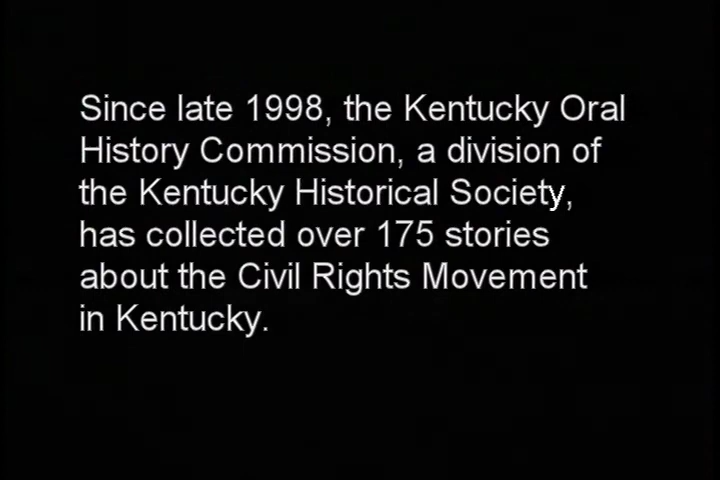 Since late 1998, the Kentucky Oral
History Commission, a division of
the Kentucky Historical Society,
has collected over 175 stories
about the Civil Rights Movement
in Kentucky.